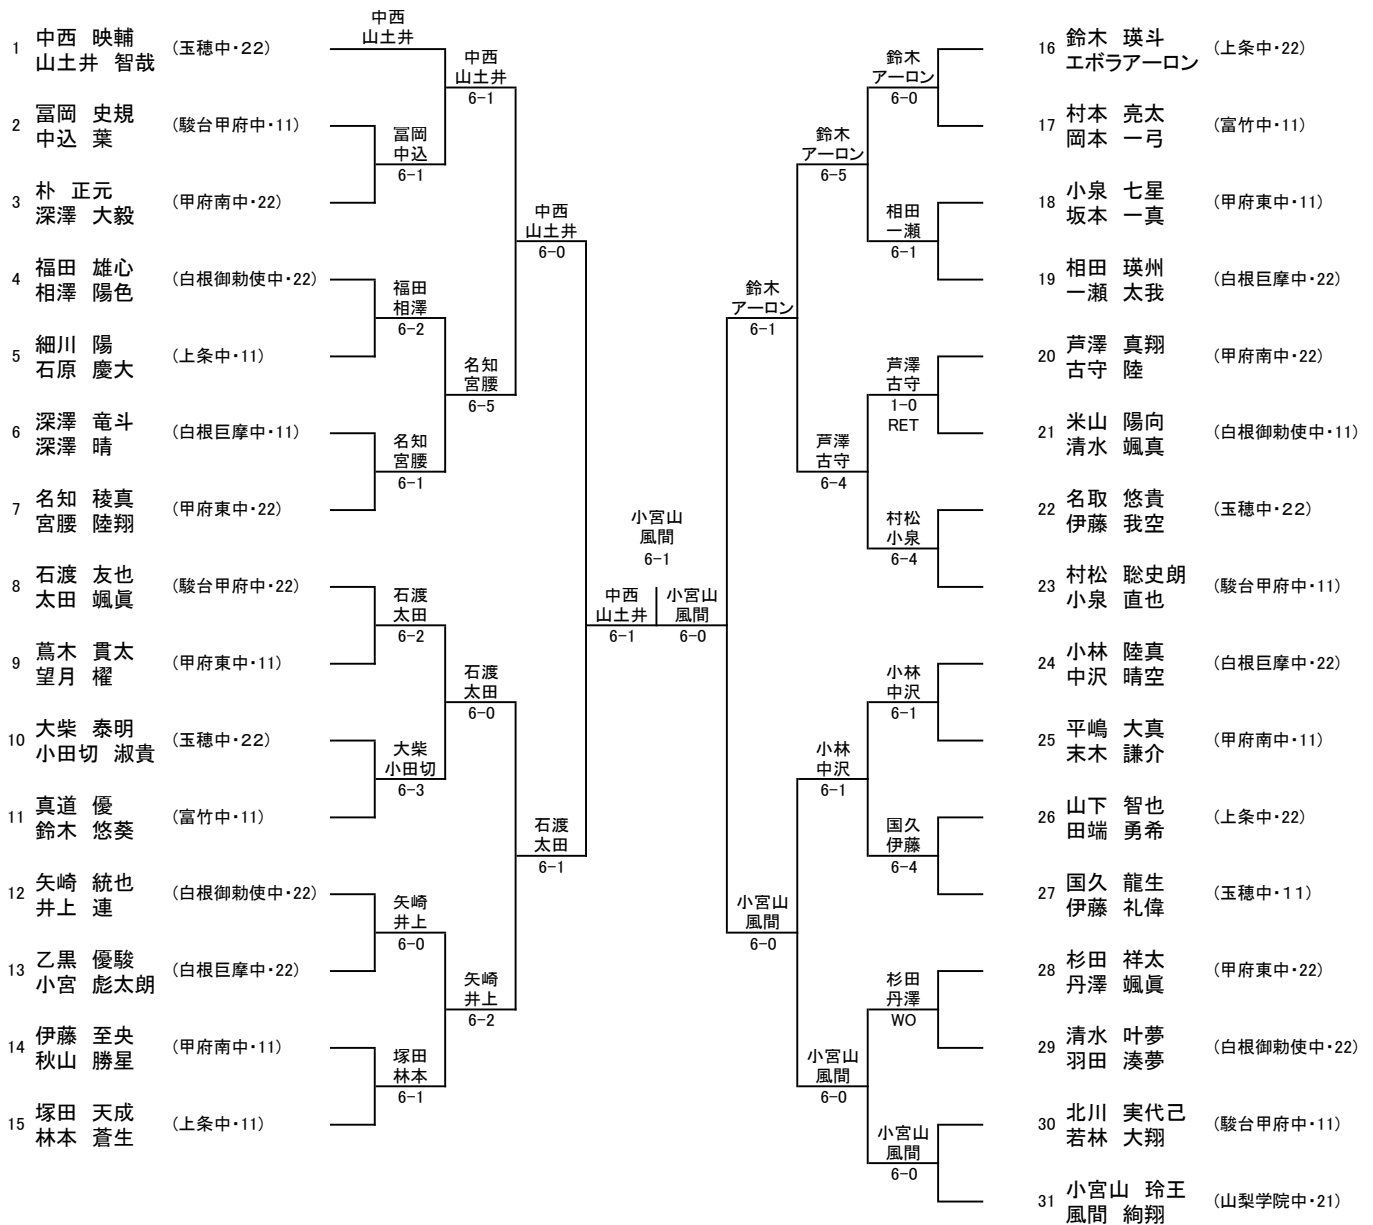 1 中西 映輔 (玉穂中・22)
山土井 智哉
2 冨岡 史規 (駿台甲府中・11)
中込 葉
3 朴 正元 (甲府南中・22)
深澤 大毅
4 福田 雄心 (白根御勅使中・22)
相澤 陽色
5 細川 陽 (上条中・11)
石原 慶大
6 深澤 竜斗 (白根巨摩中・11)
深澤 晴
7 名知 稜真 (甲府東中・22)
宮腰 陸翔
8 石渡 友也 (駿台甲府中・22)
太田 颯眞
9 蔦木 貫太 (甲府東中・11)
望月 櫂
10 大柴 泰明 (玉穂中・22)
小田切 淑貴
11 真道 優 (富竹中・11)
鈴木 悠葵
12 矢崎 統也 (白根御勅使中・22)
井上 連
13 乙黒 優駿 (白根巨摩中・22)
小宮 彪太朗
14 伊藤 至央 (甲府南中・11)
秋山 勝星
15 塚田 天成 (上条中・11)
林本 蒼生
中西
山土井
冨岡
中込
6-1
福田
相澤
6-2
名知
宮腰
6-1
石渡
太田
6-2
大柴
小田切
6-3
矢崎
井上
6-0
塚田
林本
6-1
中西
山土井
6-1
名知
宮腰
6-5
石渡
太田
6-0
矢崎
井上
6-2
中西
山土井
6-0
石渡
太田
6-1
中西
山土井
6-1
小宮山
風間
6-1
小宮山
風間
6-0
鈴木
アーロン
6-1
小宮山
風間
6-0
鈴木
アーロン
6-5
芦澤
古守
6-4
小林
中沢
6-1
小宮山
風間
6-0
鈴木
アーロン
6-0
相田
一瀬
6-1
芦澤
古守
1-0
RET
村松
小泉
6-4
小林
中沢
6-1
国久
伊藤
6-4
杉田
丹澤
WO
小宮山
風間
6-0
16 鈴木 瑛斗 (上条中・22)
エボラアーロン
17 村本 亮太 (富竹中・11)
岡本 一弓
18 小泉 七星 (甲府東中・11)
坂本 一真
19 相田 瑛州 (白根巨摩中・22)
一瀬 太我
20 芦澤 真翔 (甲府南中・22)
古守 陸
21 米山 陽向 (白根御勅使中・11)
清水 颯真
22 名取 悠貴 (玉穂中・22)
伊藤 我空
23 村松 聡史朗 (駿台甲府中・11)
小泉 直也
24 小林 陸真 (白根巨摩中・22)
中沢 晴空
25 平嶋 大真 (甲府南中・11)
末木 謙介
26 山下 智也 (上条中・22)
田端 勇希
27 国久 龍生 (玉穂中・11)
伊藤 礼偉
28 杉田 祥太 (甲府東中・22)
丹澤 颯眞
29 清水 叶夢 (白根御勅使中・22)
羽田 湊夢
30 北川 実代己 (駿台甲府中・11)
若林 大翔
31 小宮山 玲王 (山梨学院中・21)
風間 絢翔